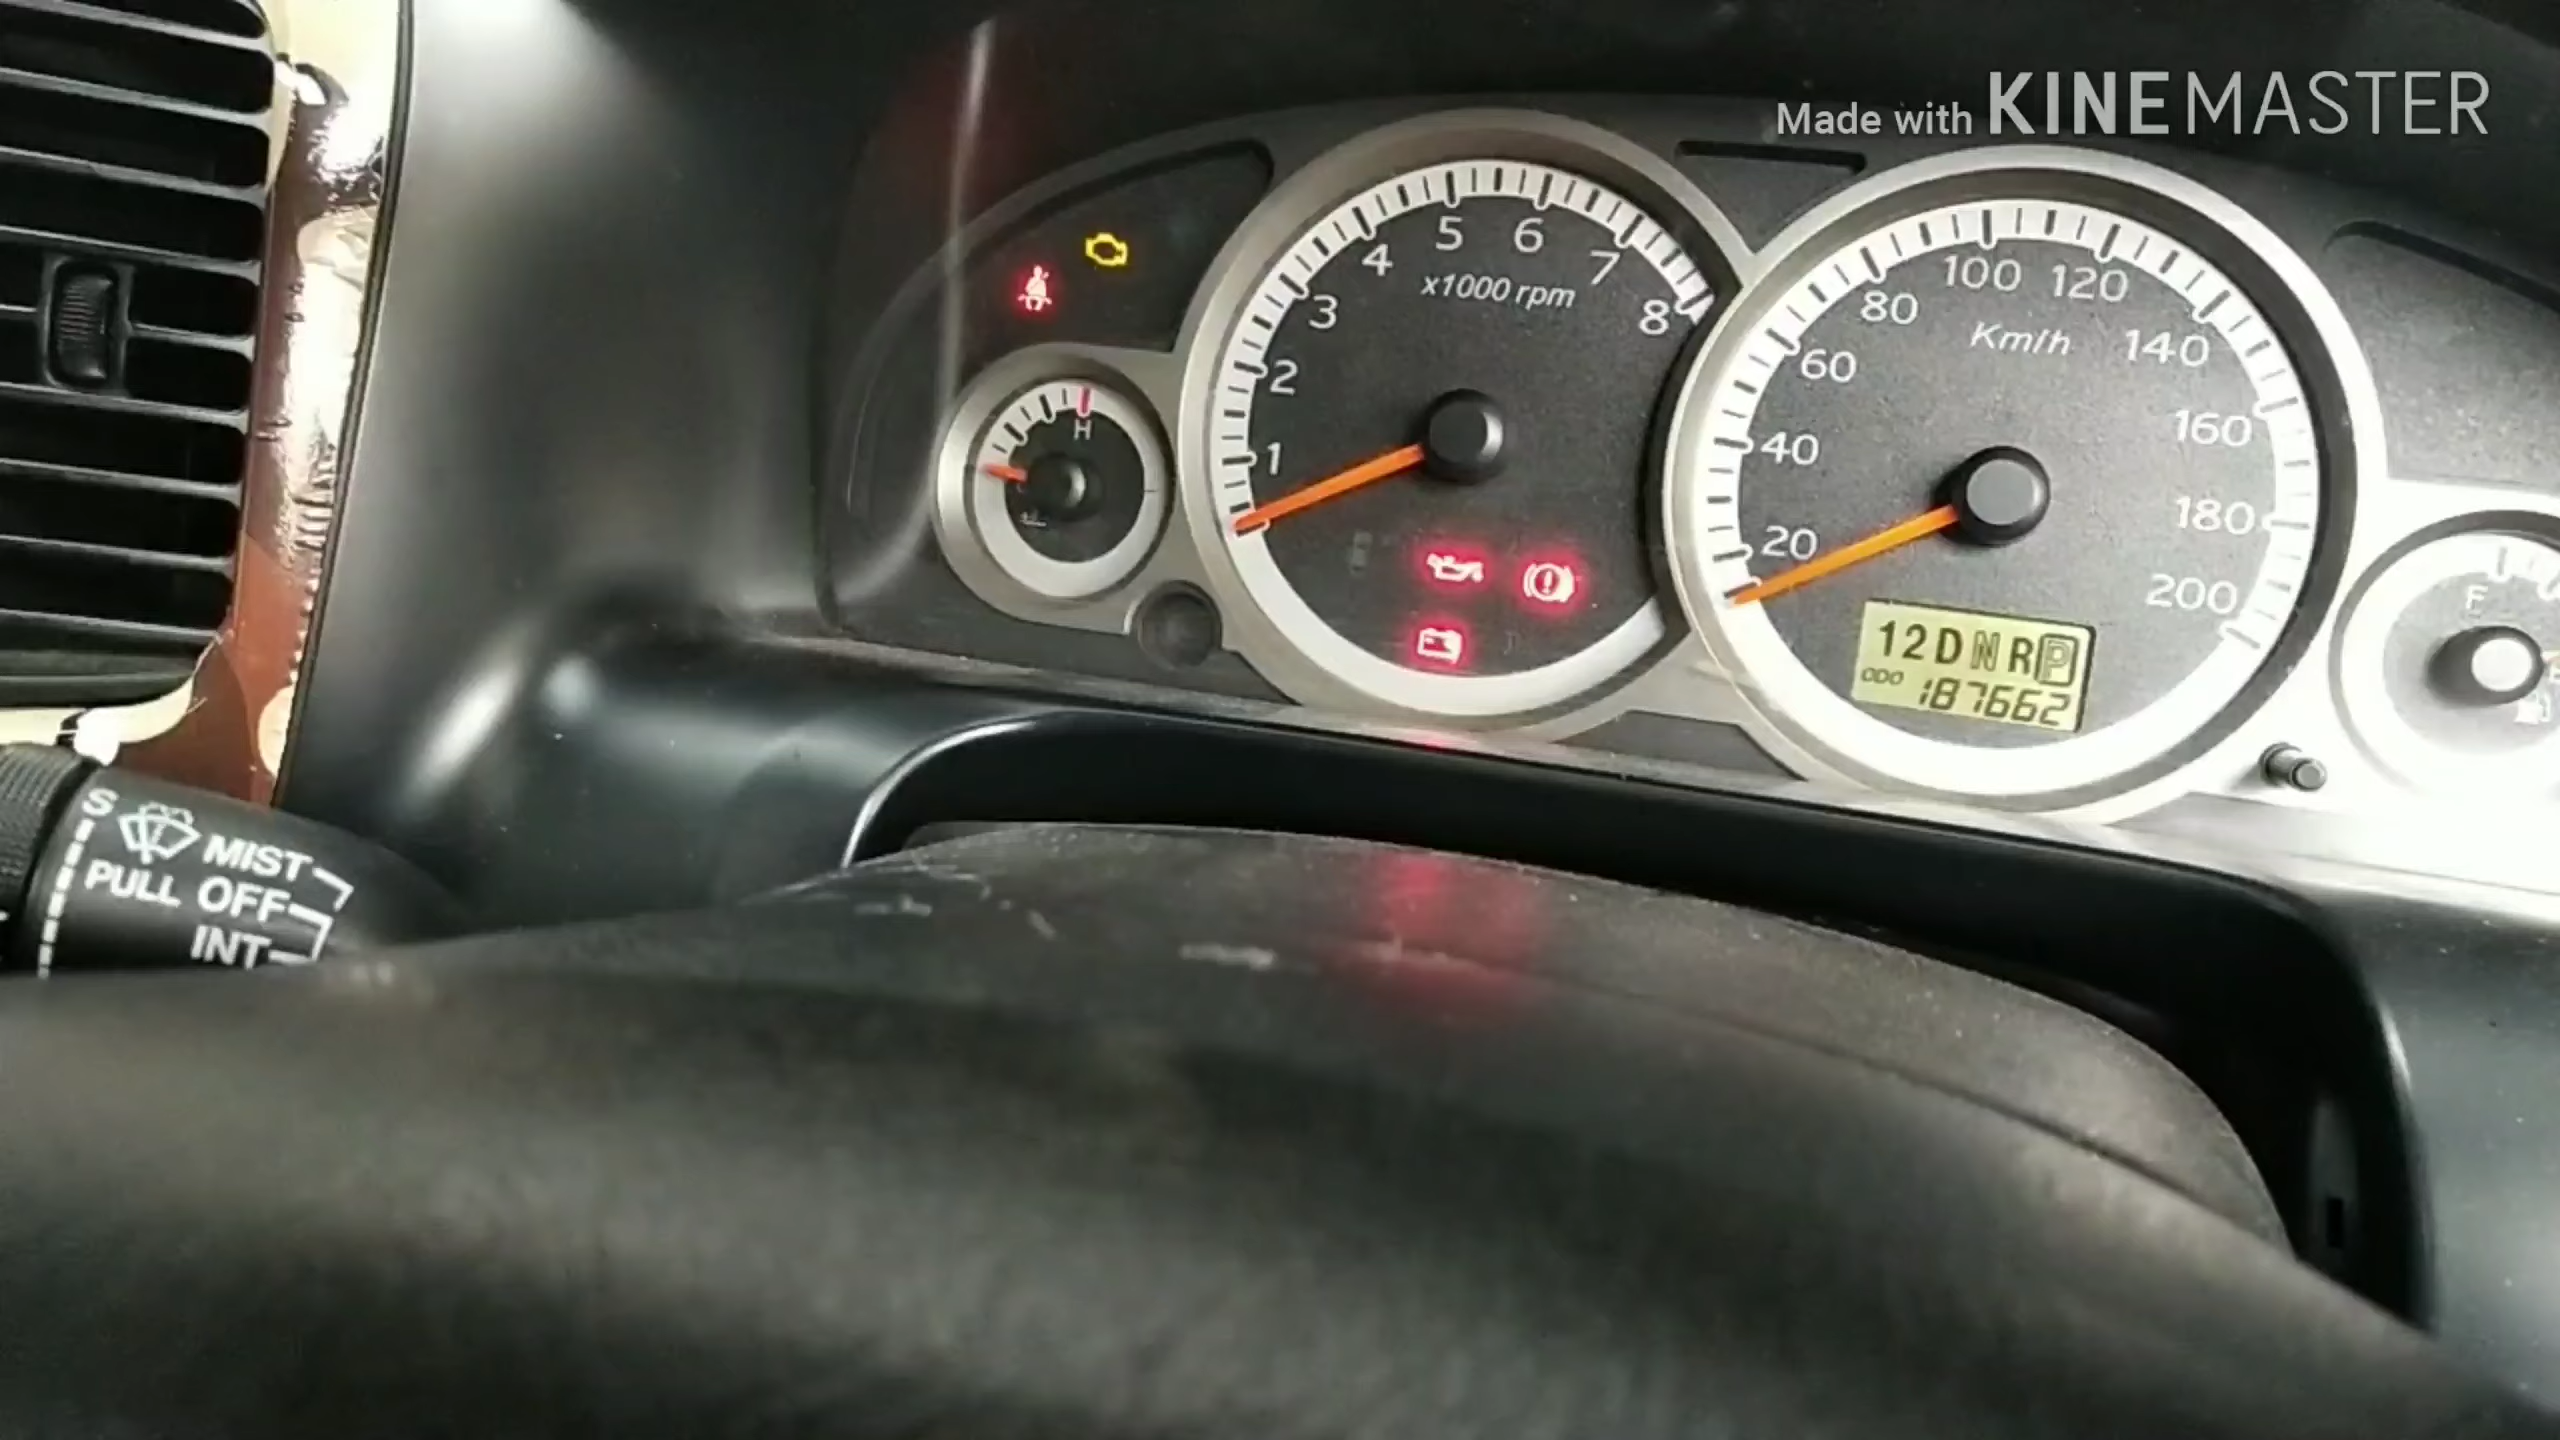 Made with KINEMASTER
5 6
4 7
x1000 rpm
3 8
2
1
H
100 120
80
Km/h
140
60
160
40
180
20
200
F
12DNRP
ODO 187662
S MIST
PULL OFF
INT